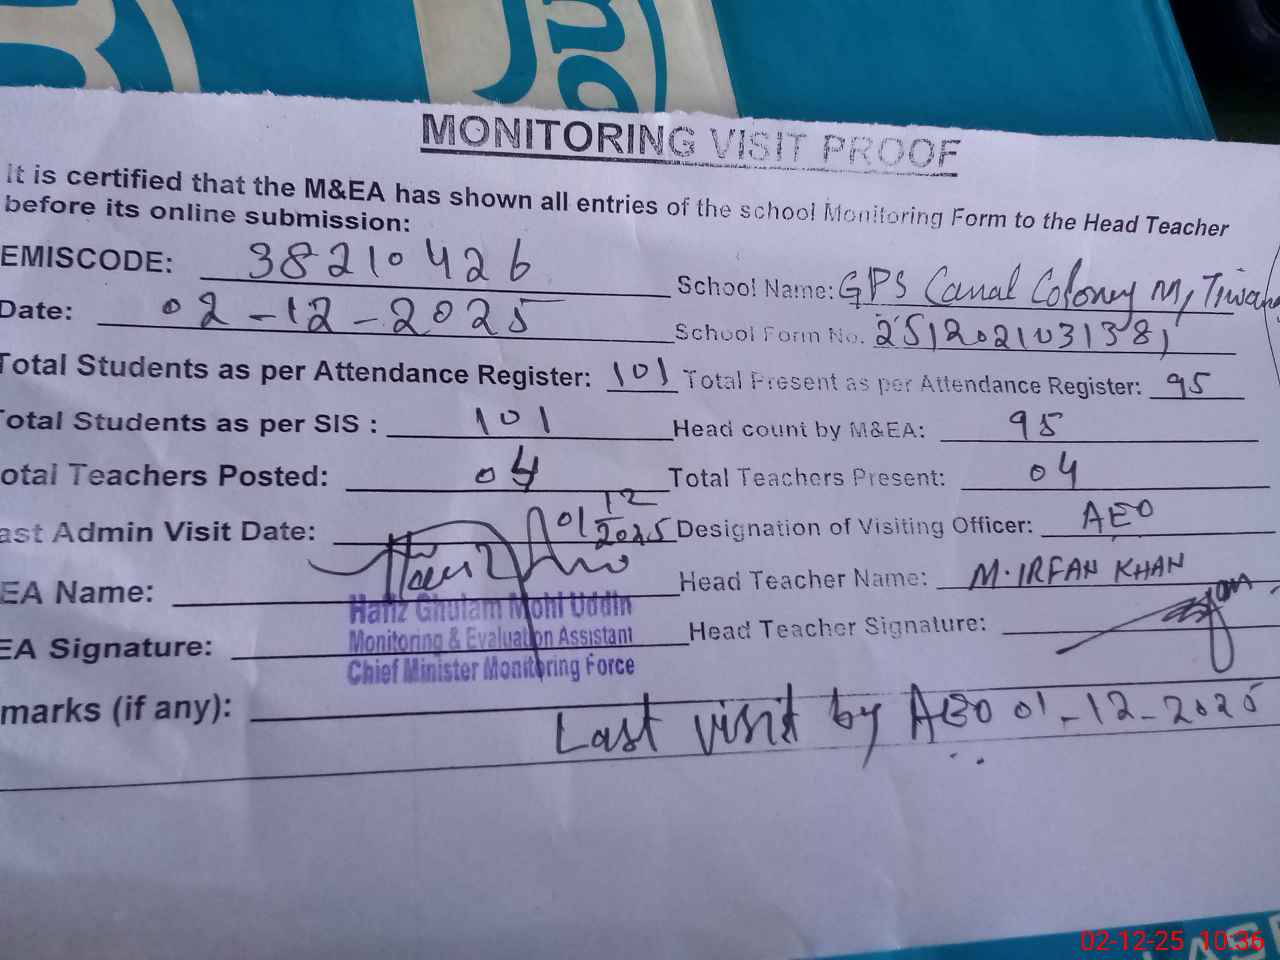 MONITORING VISIT PROOF
It is certified that the M&EA has shown all entries of the school Monitoring Form to the Head Teacher
before its online submission:
EMISCODE: 38210426
School Name: GPS Canal Colony M,
Date: 02-12-2025
School Form No.
Total Students as per Attendance Register: 101 Total Present as per Attendance Register: 95
Total Students as per SIS : 101 Head count by M&EA: 95
otal Teachers Posted: 04 Total Teachers Present: 04
ast Admin Visit Date: 01 12/2025 Designation of Visiting Officer: AEO
EA Name: Head Teacher Name: M. IRFAN KHAN
Hafiz Ghulam Mohi Uddin
EA Signature: Monitoring & Evaluation Assistant Head Teacher Signature:
Chief Minister Monitoring Force
marks (if any): Last visit by AEO 01-12-2025
02-12-25 10:36